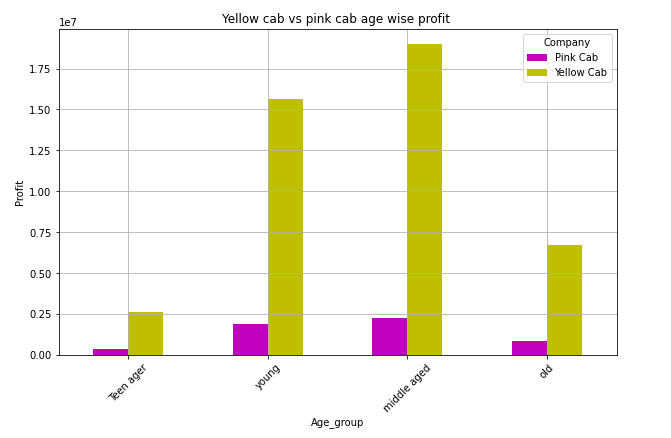 Yellow cab vs pink cab age wise profit
1e7
Company
Pink Cab
Yellow Cab
1.75
1.50
1.25
1.00
0.75
0.50
0.25
0.00
Profit
Teen ager
young
middle aged
old
Age_group